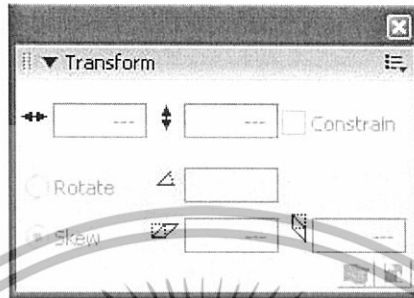 Transform
--- --- Constrain
Rotate
Skew --- ---